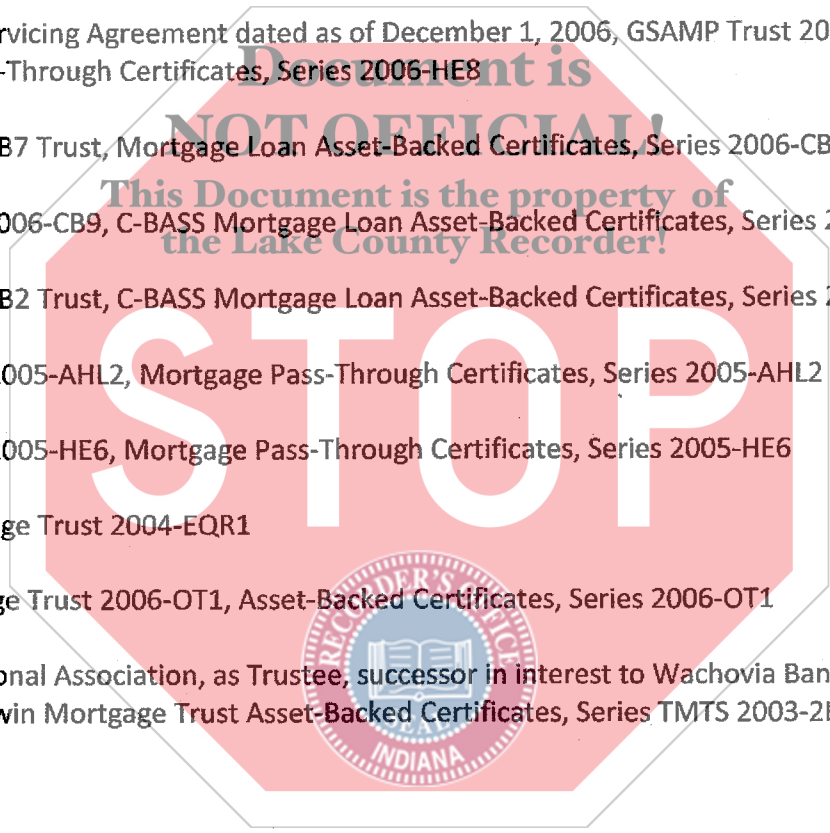 rvicing Agreement dated as of December 1, 2006, GSAMP Trust 20
-Through Certificates, Series 2006-HE8
Document is
NOT OFFICIAL!
B7 Trust, Mortgage Loan Asset-Backed Certificates, Series 2006-CB
This Document is the property of
006-CB9, C-BASS Mortgage Loan Asset-Backed Certificates, Series 2
the Lake County Recorder!
B2 Trust, C-BASS Mortgage Loan Asset-Backed Certificates, Series 2
STOP
005-AHL2, Mortgage Pass-Through Certificates, Series 2005-AHL2
005-HE6, Mortgage Pass-Through Certificates, Series 2005-HE6
ge Trust 2004-EQR1
RECORDER'S OFFICE
ge Trust 2006-OT1, Asset-Backed Certificates, Series 2006-OT1
onal Association, as Trustee, successor in interest to Wachovia Ban
win Mortgage Trust Asset-Backed Certificates, Series TMTS 2003-2
SEAL
INDIANA